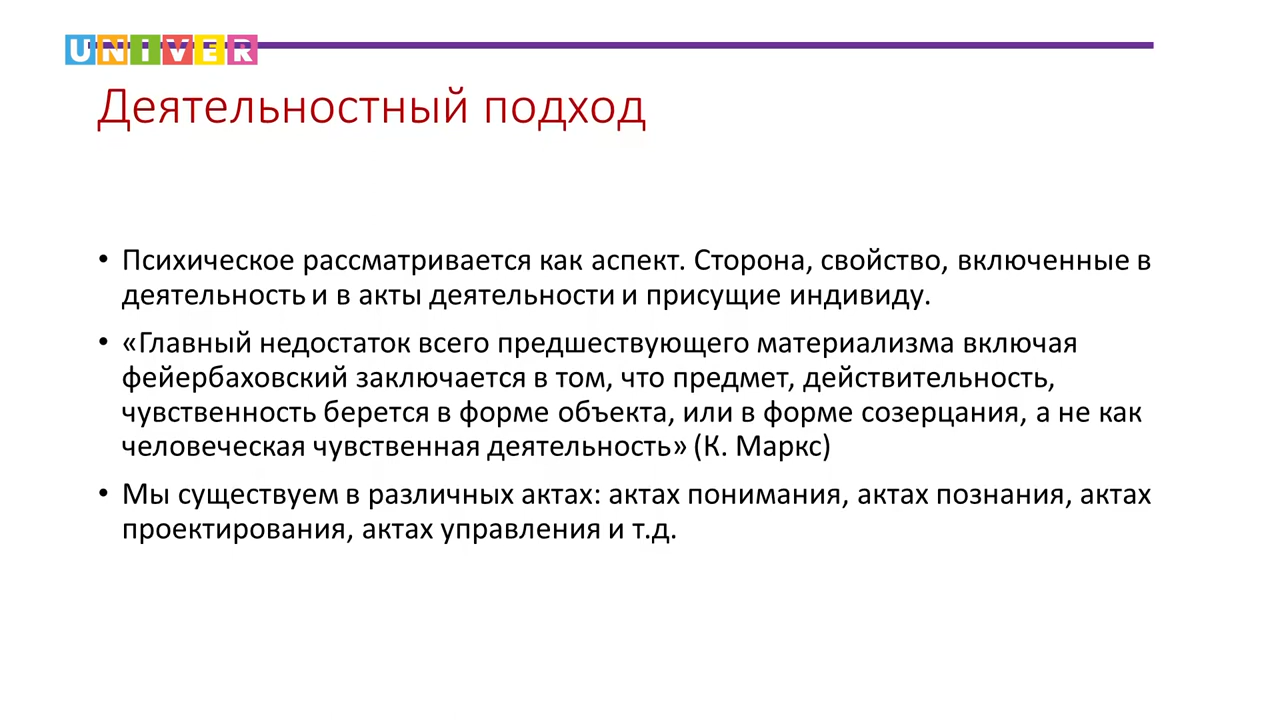 UNIVER
Деятельностный подход
• Психическое рассматривается как аспект. Сторона, свойство, включенные в
деятельность и в акты деятельности и присущие индивиду.
• «Главный недостаток всего предшествующего материализма включая
фейербаховский заключается в том, что предмет, действительность,
чувственность берется в форме объекта, или в форме созерцания, а не как
человеческая чувственная деятельность» (К. Маркс)
• Мы существуем в различных актах: актах понимания, актах познания, актах
проектирования, актах управления и т.д.